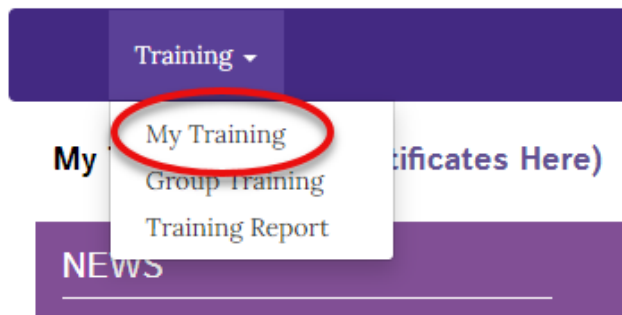 Training
My Training
My tificates Here)
Group Training
Training Report
NEWS